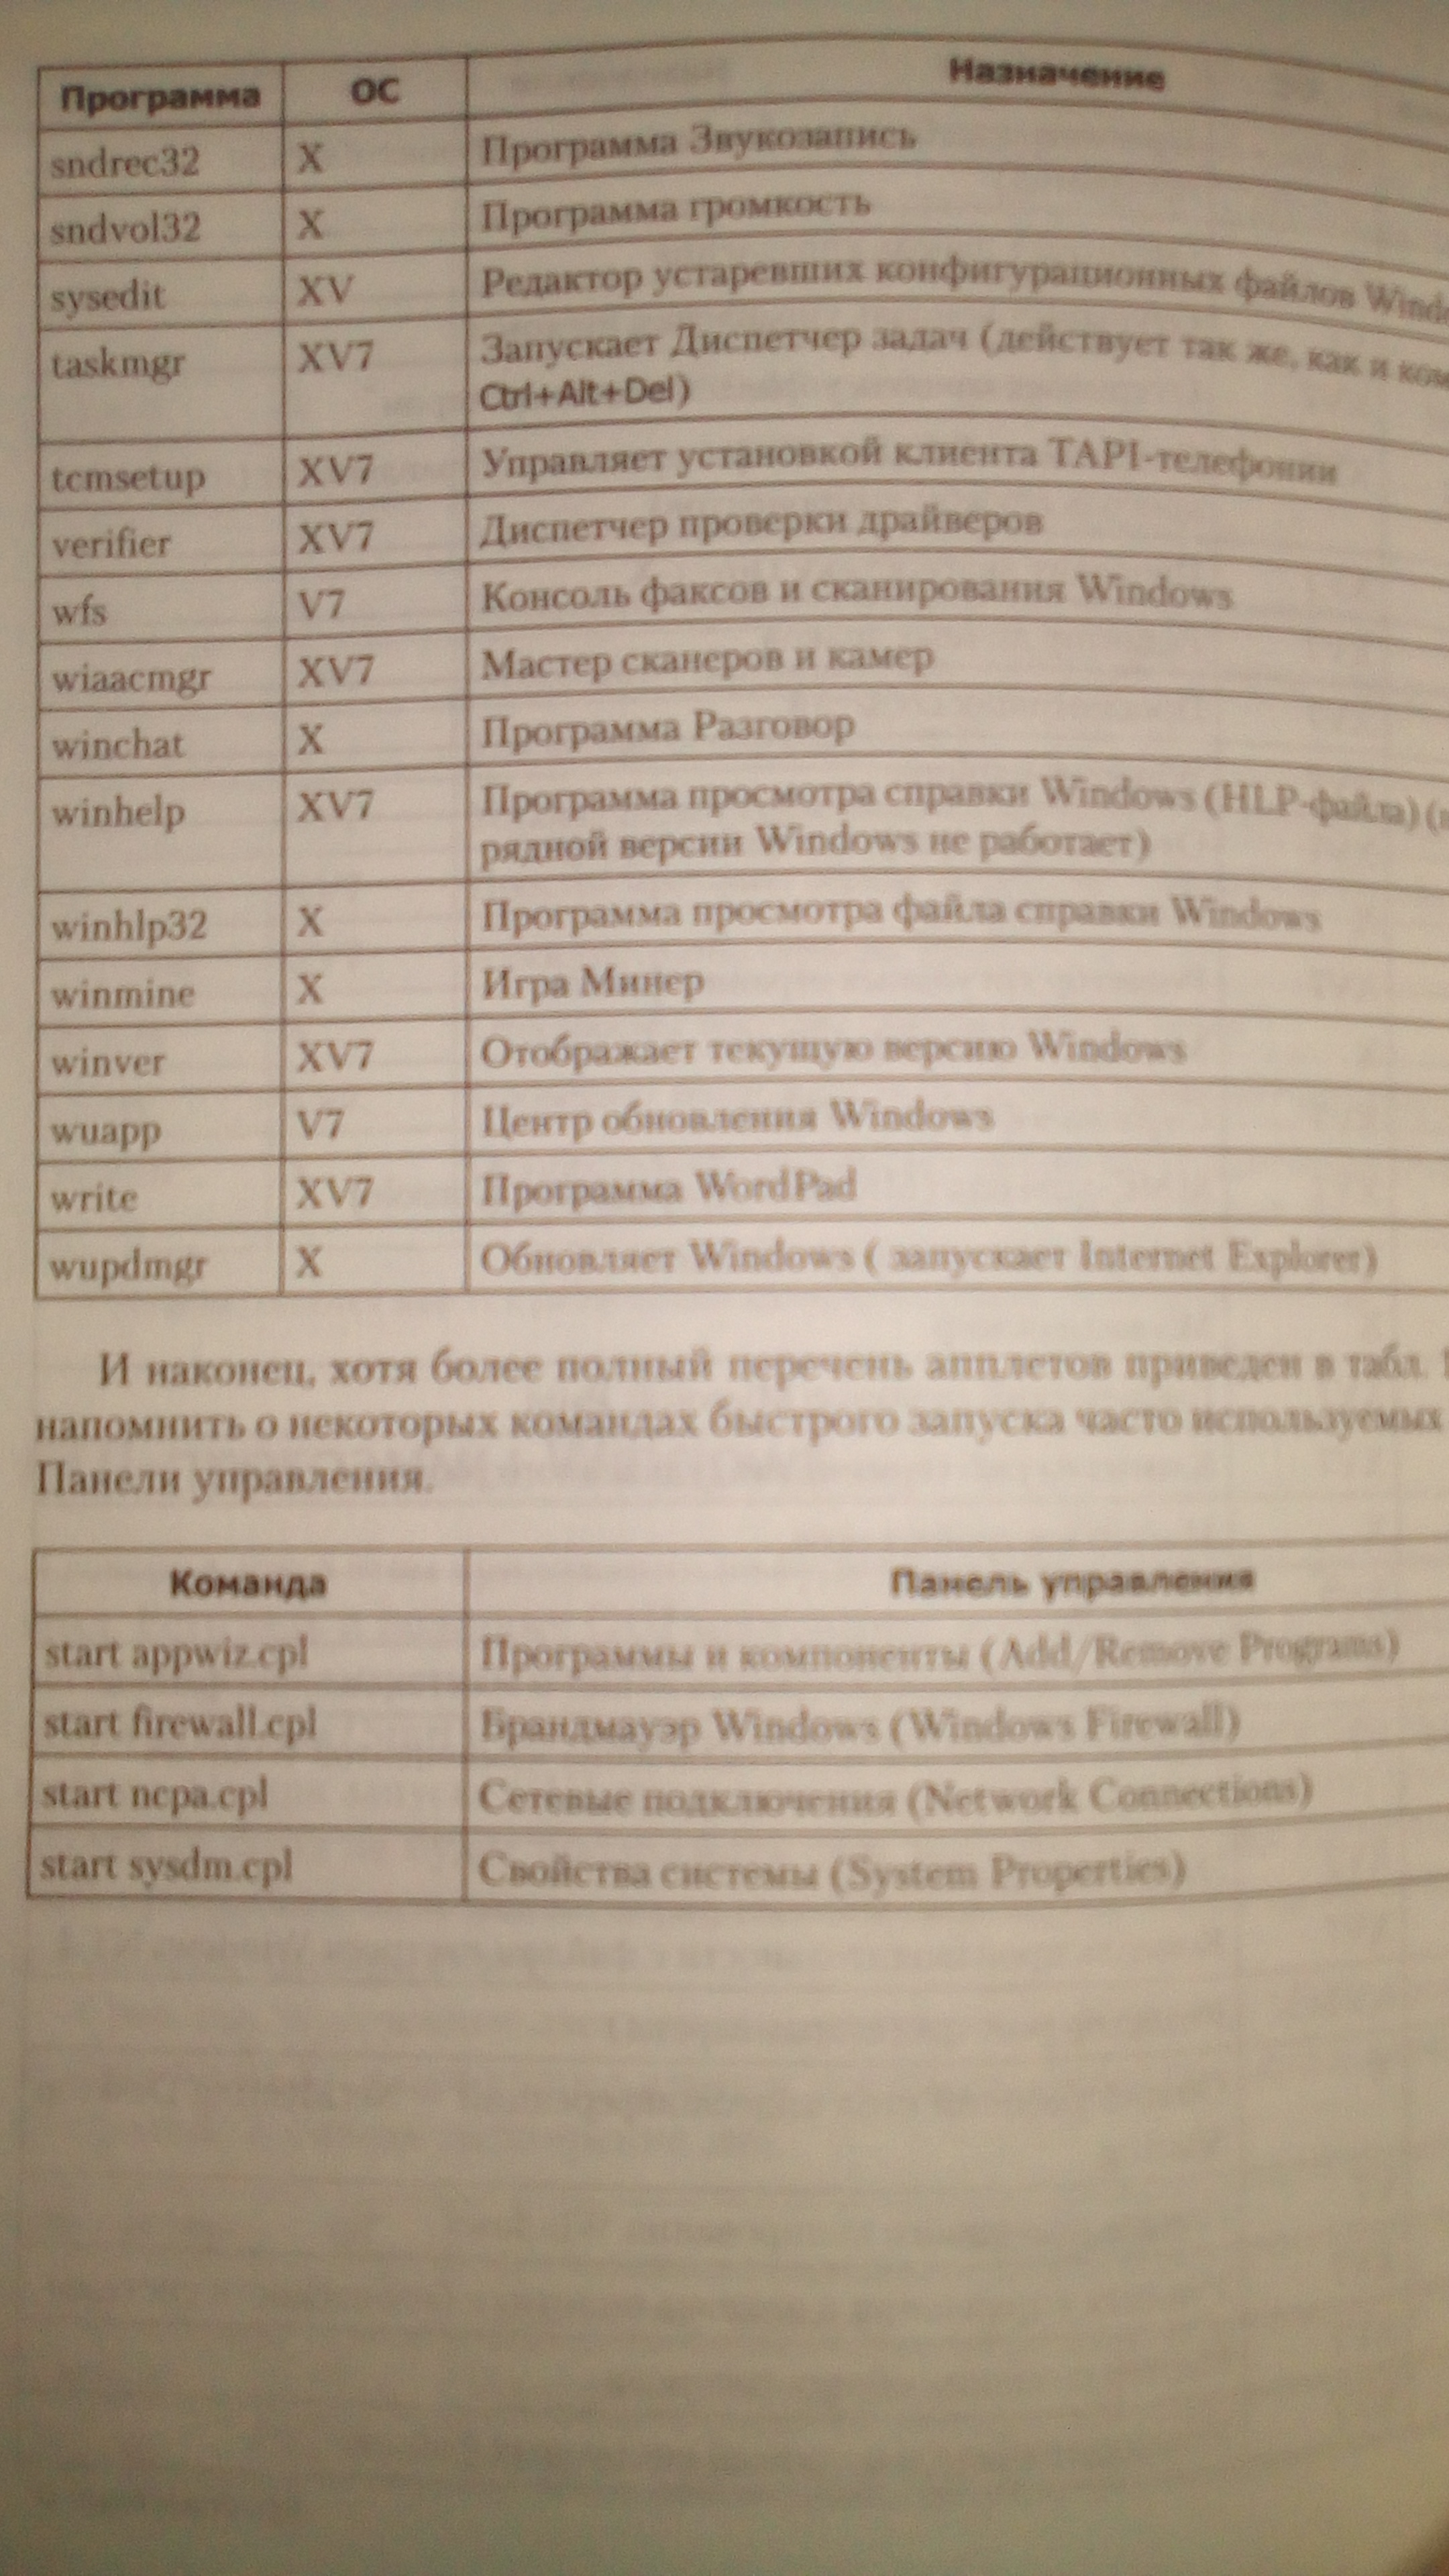 Программа ОС Назначение
sndrec32 X Программа Звукозапись
sndvol32 X Программа громкость
sysedit XV Редактор устаревших конфигурационных файлов
taskmgr XV7 Запускает Диспетчер задач (действует так же, как и
Ctrl+Alt+Del)
tcmsetup XV7 Управляет установкой клиента TAPI-телефонии
verifier XV7 Диспетчер проверки драйверов
wfs V7 Консоль факсов и сканирования Windows
wiaacmgr XV7 Мастер сканеров и камер
winchat X Программа Разговор
winhelp XV7 Программа просмотра справки Windows (HLP-файла)
рядной версии Windows не работает)
winhlp32 X Программа просмотра файла справки Windows
winmine X Игра Минер
winver XV7 Отображает текущую версию Windows
wuapp V7 Центр обновления Windows
write XV7 Программа WordPad
wupdmgr X Обновляет Windows ( запускает Internet Explorer)
И наконец, хотя более полный перечень апплетов приведен в табл.
напомнить о некоторых командах быстрого запуска часто используемых
Панели управления.
Команда Панель управления
start appwiz.cpl Программы и компоненты (Add/Remove Programs)
start firewall.cpl Брандмауэр Windows (Windows Firewall)
start ncpa.cpl Сетевые подключения (Network Connections)
start sysdm.cpl Свойства системы (System Properties)